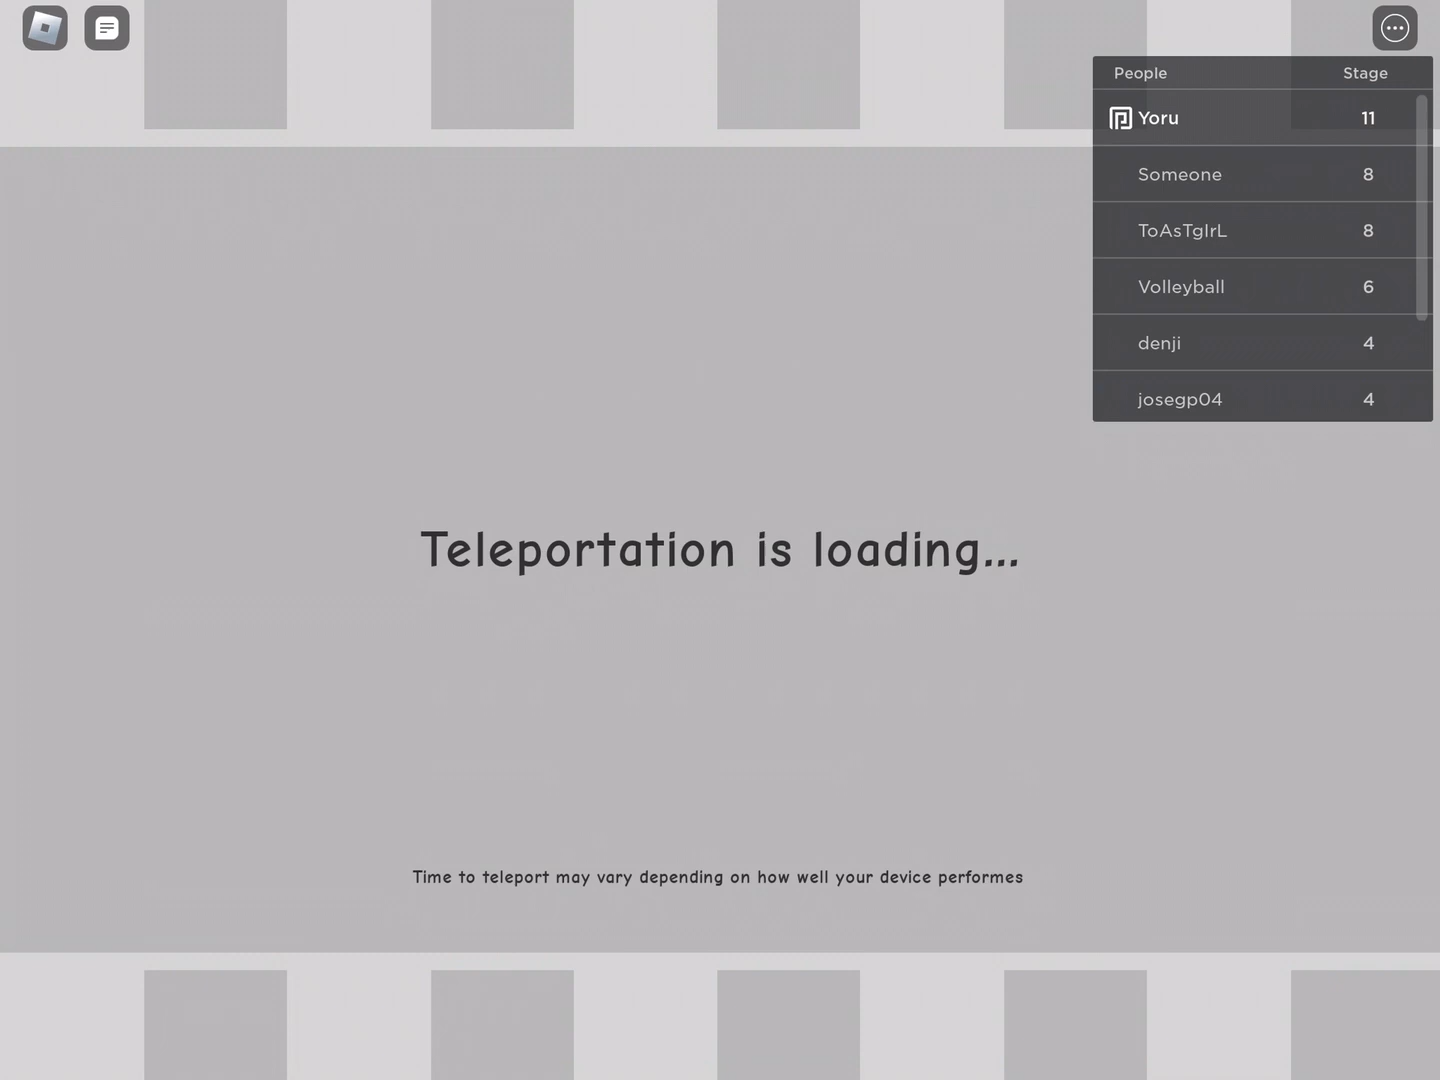 People Stage
Yoru 11
Someone 8
ToAsTgIrL 8
Volleyball 6
denji 4
josegp04 4
Teleportation is loading...
Time to teleport may vary depending on how well your device performes